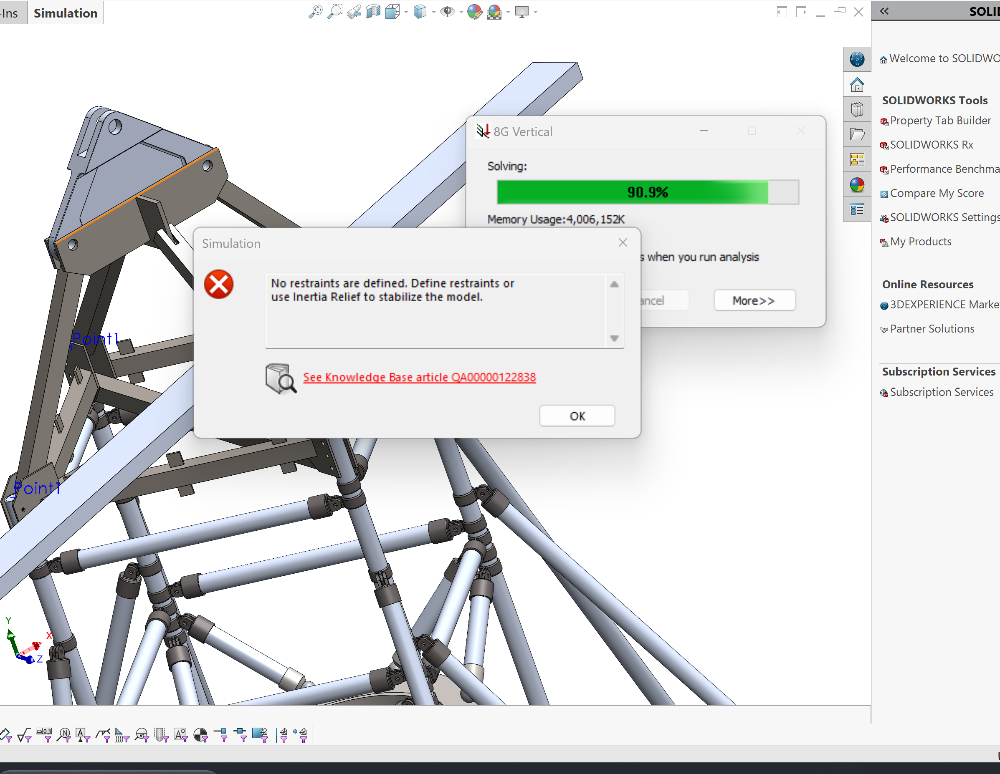 -Ins
Simulation
SOLID
Welcome to SOLIDWO
SOLIDWORKS Tools
Property Tab Builder
SOLIDWORKS Rx
Performance Benchma
Compare My Score
SOLIDWORKS Settings
My Products
Online Resources
3DEXPERIENCE Marke
Partner Solutions
Subscription Services
Subscription Services
8G Vertical
Solving:
90.9%
Memory Usage:4,006,152K
s when you run analysis
ancel
More>>
Simulation
No restraints are defined. Define restraints or
use Inertia Relief to stabilize the model.
See Knowledge Base article QA00000122838
OK
Point1
Point1
Y
X
Z